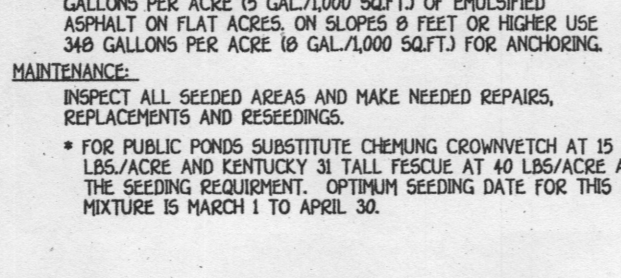 GALLONS PER ACRE (5 GAL./1,000 SQ.FT.) OF EMULSIFIED
ASPHALT ON FLAT ACRES. ON SLOPES 8 FEET OR HIGHER USE
348 GALLONS PER ACRE (8 GAL./1,000 SQ.FT.) FOR ANCHORING.
MAINTENANCE:
INSPECT ALL SEEDED AREAS AND MAKE NEEDED REPAIRS,
REPLACEMENTS AND RESEEDINGS.
* FOR PUBLIC PONDS SUBSTITUTE CHEMUNG CROWNVETCH AT 15
LBS./ACRE AND KENTUCKY 31 TALL FESCUE AT 40 LBS/ACRE A
THE SEEDING REQUIRMENT. OPTIMUM SEEDING DATE FOR THIS
MIXTURE IS MARCH 1 TO APRIL 30.